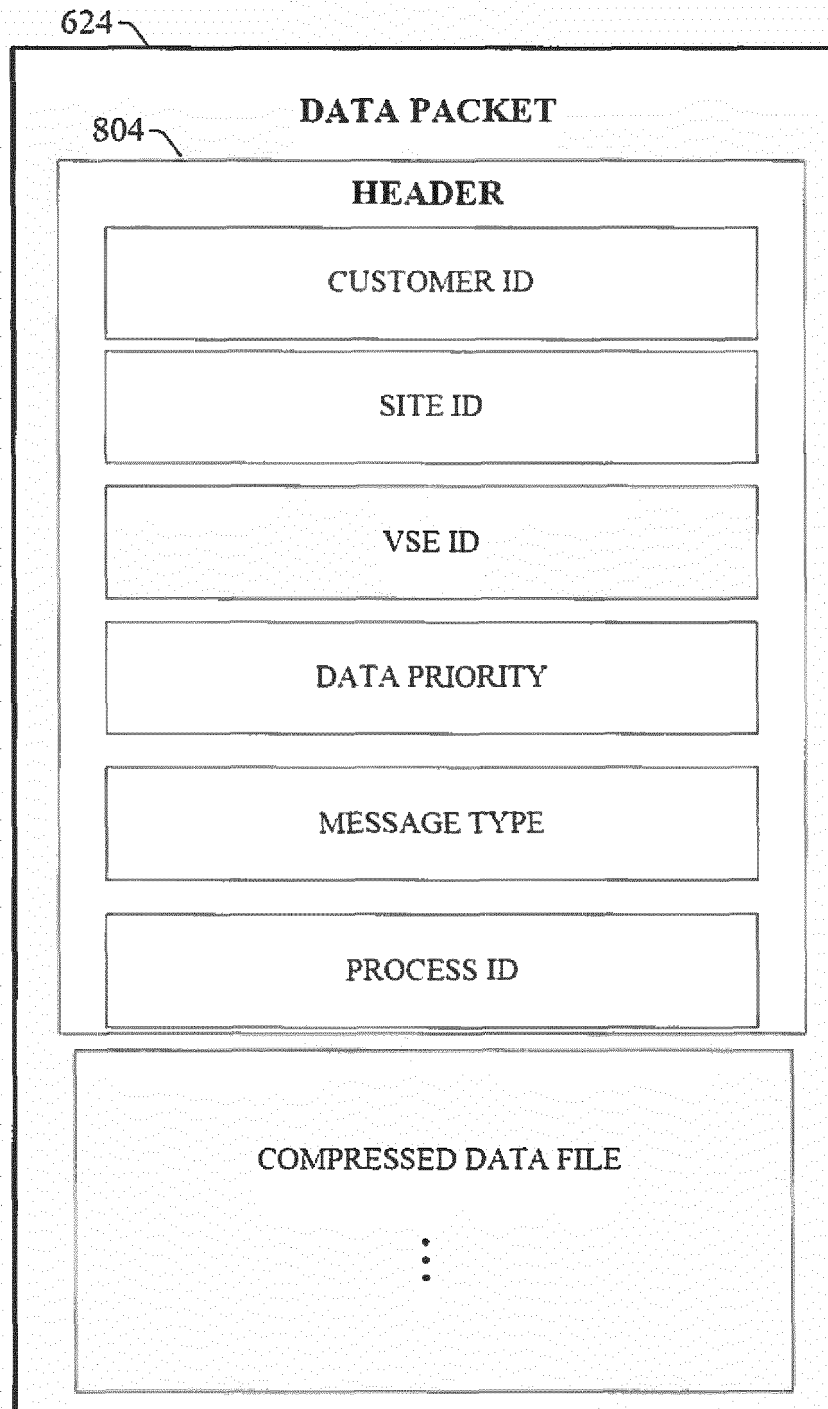 624
DATA PACKET
804
HEADER
CUSTOMER ID
SITE ID
VSE ID
DATA PRIORITY
MESSAGE TYPE
PROCESS ID
COMPRESSED DATA FILE